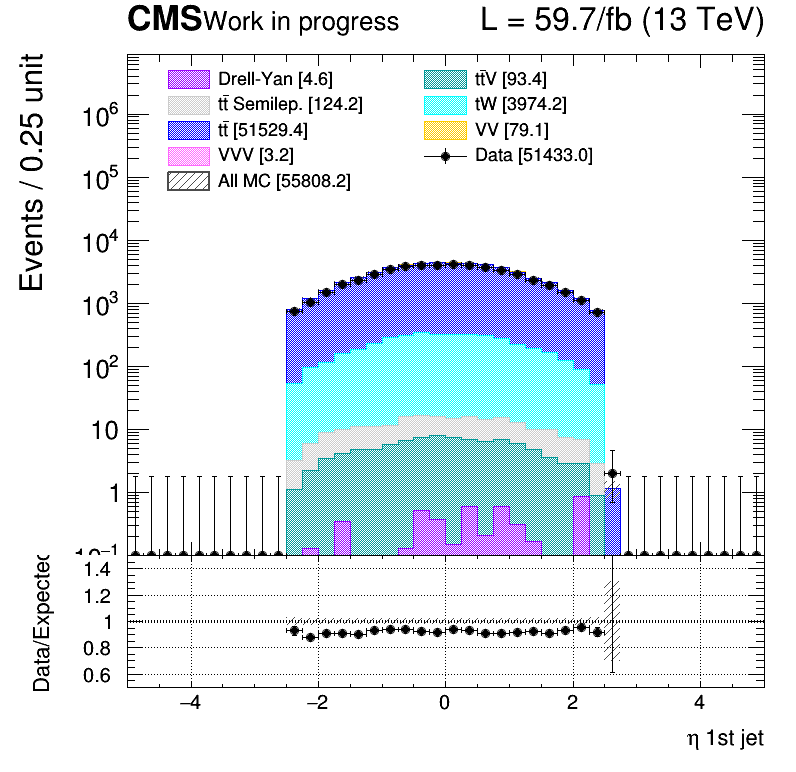 CMS Work in progress L = 59.7/fb (13 TeV)
Events / 0.25 unit
Drell-Yan [4.6]
tt̄ Semilep. [124.2]
tt̄ [51529.4]
VVV [3.2]
All MC [55808.2]
tt̄V [93.4]
tW [3974.2]
VV [79.1]
Data [51433.0]
10⁶
10⁵
10⁴
10³
10²
10
1
10⁻¹
Data/Expected
1.4
1.2
1
0.8
0.6
−4 −2 0 2 4
η 1st jet